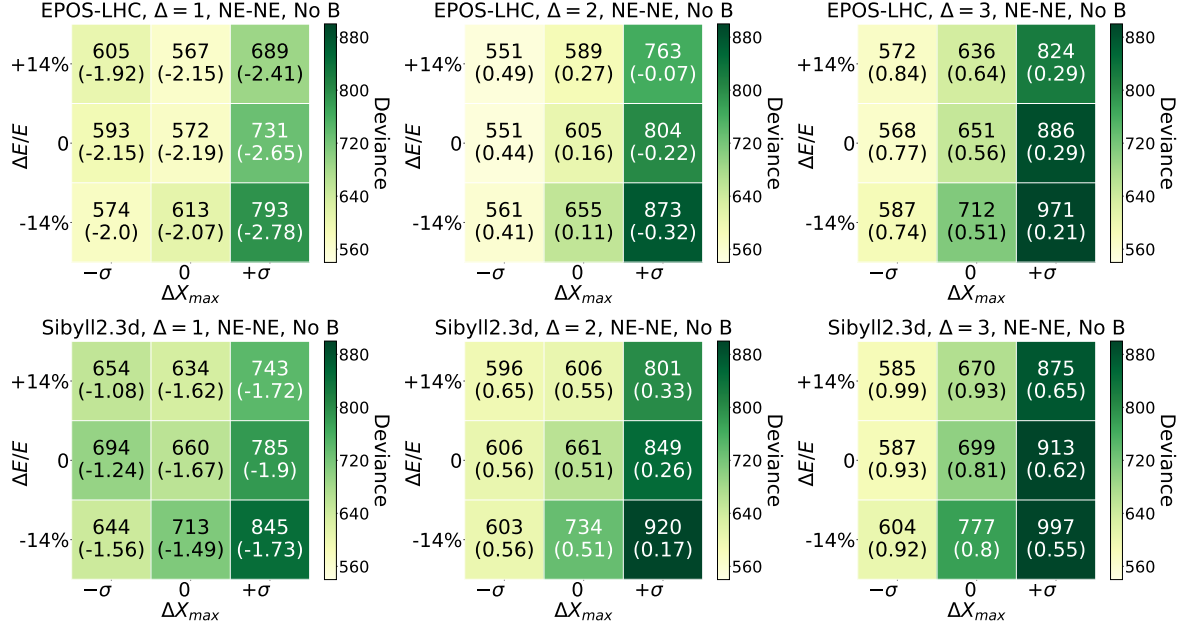 EPOS-LHC, Δ = 1, NE-NE, No B
+14%
0
-14%
ΔE/E
605 567 689
(-1.92) (-2.15) (-2.41)
593 572 731
(-2.15) (-2.19) (-2.65)
574 613 793
(-2.0) (-2.07) (-2.78)
−σ 0 +σ
ΔX_max
880
800
720
640
560
Deviance
EPOS-LHC, Δ = 2, NE-NE, No B
+14%
0
-14%
ΔE/E
551 589 763
(0.49) (0.27) (-0.07)
551 605 804
(0.44) (0.16) (-0.22)
561 655 873
(0.41) (0.11) (-0.32)
−σ 0 +σ
ΔX_max
880
800
720
640
560
Deviance
EPOS-LHC, Δ = 3, NE-NE, No B
+14%
0
-14%
ΔE/E
572 636 824
(0.84) (0.64) (0.29)
568 651 886
(0.77) (0.56) (0.29)
587 712 971
(0.74) (0.51) (0.21)
−σ 0 +σ
ΔX_max
880
800
720
640
560
Deviance
Sibyll2.3d, Δ = 1, NE-NE, No B
+14%
0
-14%
ΔE/E
654 634 743
(-1.08) (-1.62) (-1.72)
694 660 785
(-1.24) (-1.67) (-1.9)
644 713 845
(-1.56) (-1.49) (-1.73)
−σ 0 +σ
ΔX_max
880
800
720
640
560
Deviance
Sibyll2.3d, Δ = 2, NE-NE, No B
+14%
0
-14%
ΔE/E
596 606 801
(0.65) (0.55) (0.33)
606 661 849
(0.56) (0.51) (0.26)
603 734 920
(0.56) (0.51) (0.17)
−σ 0 +σ
ΔX_max
880
800
720
640
560
Deviance
Sibyll2.3d, Δ = 3, NE-NE, No B
+14%
0
-14%
ΔE/E
585 670 875
(0.99) (0.93) (0.65)
587 699 913
(0.93) (0.81) (0.62)
604 777 997
(0.92) (0.8) (0.55)
−σ 0 +σ
ΔX_max
880
800
720
640
560
Deviance